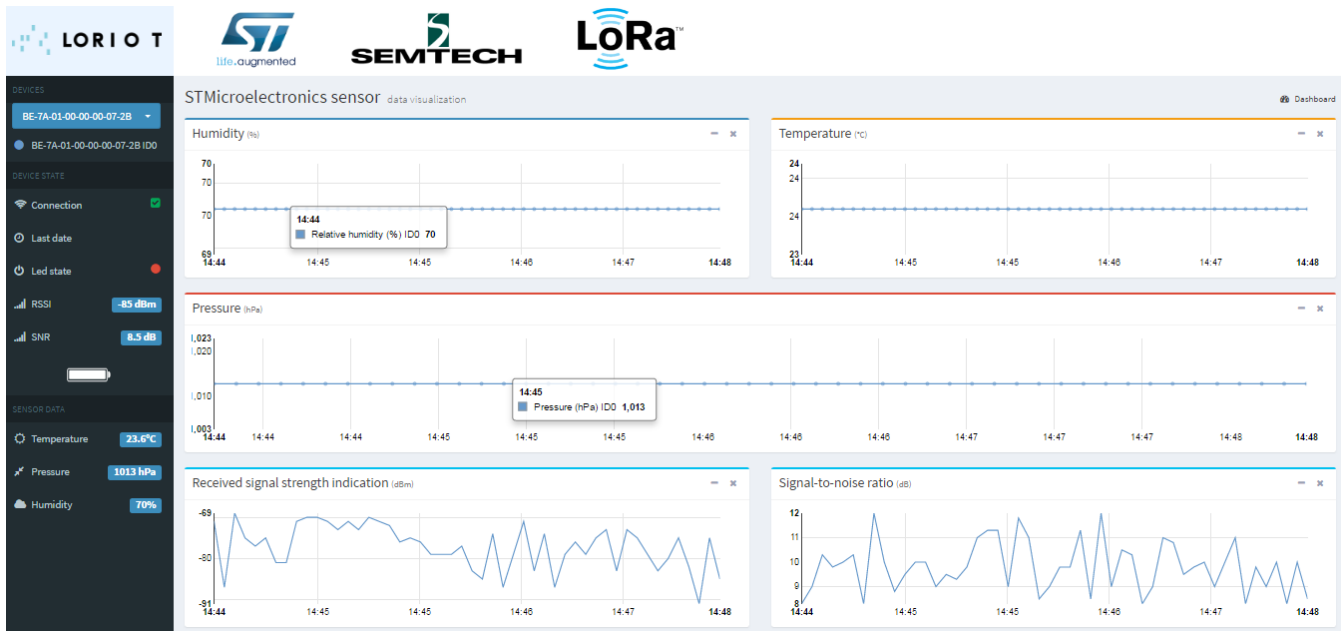 LORIOT
ST
life.augmented
SEMTECH
LoRa™
DEVICES
BE-7A-01-00-00-00-07-2B
BE-7A-01-00-00-00-07-2B ID0
DEVICE STATE
Connection
Last date
Led state
RSSI -85 dBm
SNR 8.5 dB
SENSOR DATA
Temperature 23.6°C
Pressure 1013 hPa
Humidity 70%
STMicroelectronics sensor data visualization
Dashboard
Humidity (%)
70
70
70
69
14:44
Relative humidity (%) ID0 70
14:44 14:45 14:45 14:46 14:47 14:48
Temperature (°C)
24
24
24
23
14:44 14:45 14:45 14:46 14:47 14:48
Pressure (hPa)
1,023
1,020
1,010
1,003
14:45
Pressure (hPa) ID0 1,013
14:44 14:44 14:44 14:45 14:45 14:45 14:46 14:46 14:46 14:47 14:47 14:47 14:48 14:48
Received signal strength indication (dBm)
-69
-80
-91
14:44 14:45 14:45 14:46 14:47 14:48
Signal-to-noise ratio (dB)
12
11
10
9
8
14:44 14:45 14:45 14:46 14:47 14:48